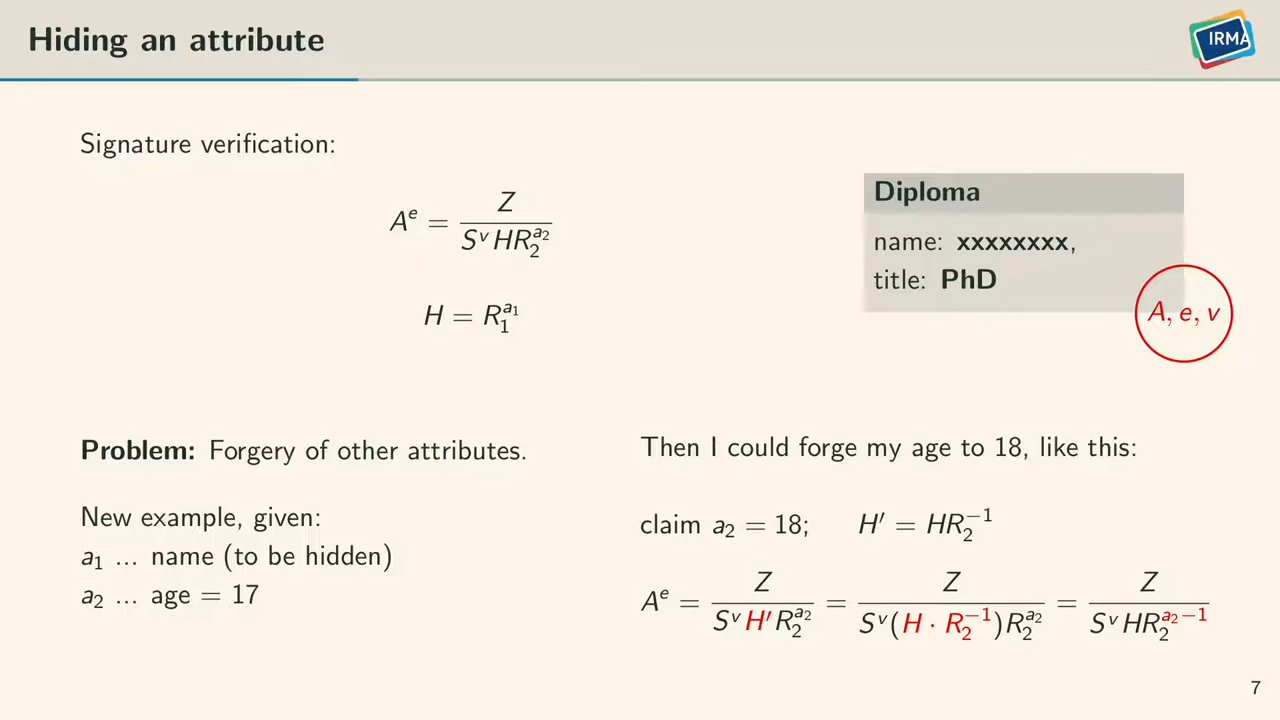 Hiding an attribute
IRMA
Signature verification:
A^e = Z / (S^v H R_2^{a_2})
H = R_1^{a_1}
Diploma
name: xxxxxxxx,
title: PhD
A, e, v
Problem: Forgery of other attributes.
New example, given:
a_1 ... name (to be hidden)
a_2 ... age = 17
Then I could forge my age to 18, like this:
claim a_2 = 18; H′ = HR_2^{−1}
A^e = Z / (S^v H′ R_2^{a_2}) = Z / (S^v (H · R_2^{−1}) R_2^{a_2}) = Z / (S^v H R_2^{a_2−1})
7